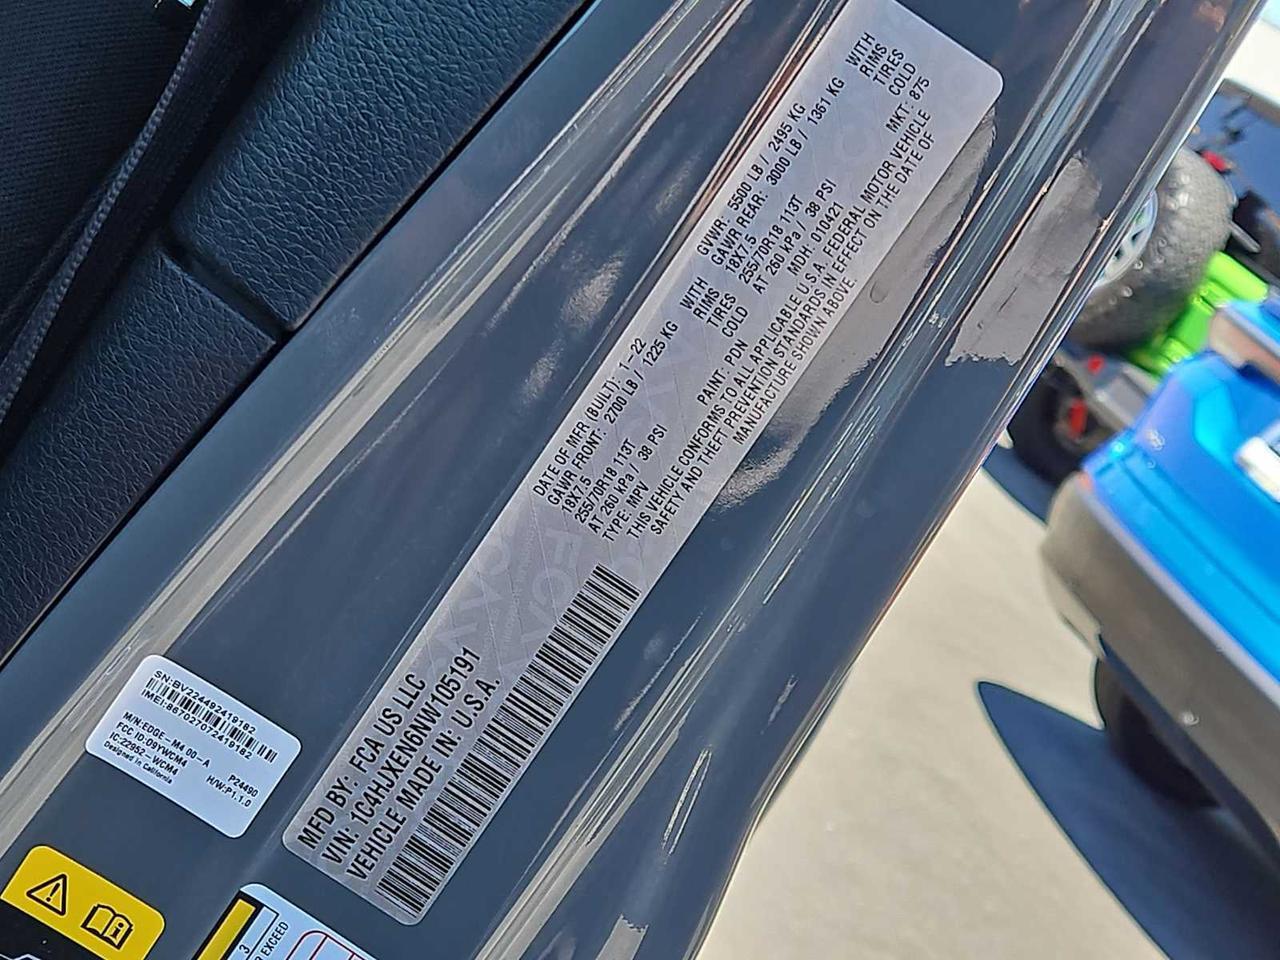 MFD BY: FCA US LLC
VIN: 1C4HJXEN6NW105191
VEHICLE MADE IN: U.S.A.
DATE OF MFR (BUILT): 1-22
GVWR: 5500 LB / 2495 KG
GAWR FRONT: 2700 LB / 1225 KG WITH
18X7.5 RIMS
255/70R18 113T TIRES
AT 260 kPa / 38 PSI COLD
GAWR REAR: 3000 LB / 1361 KG WITH
18X7.5 RIMS
255/70R18 113T TIRES
AT 260 kPa / 38 PSI COLD
TYPE: MPV PAINT: PDN MDH: 010421 MKT: 875
THIS VEHICLE CONFORMS TO ALL APPLICABLE U.S.A. FEDERAL MOTOR VEHICLE
SAFETY AND THEFT PREVENTION STANDARDS IN EFFECT ON THE DATE OF
MANUFACTURE SHOWN ABOVE.
SN:BV224492419182
IMEI:867027072419182
M/N:EDGE-M4 00-A P24490
FCC ID:O9YWCM4 H/W:P1.1.0
IC:22952-WCM4
Designed in California
3
EXCEED